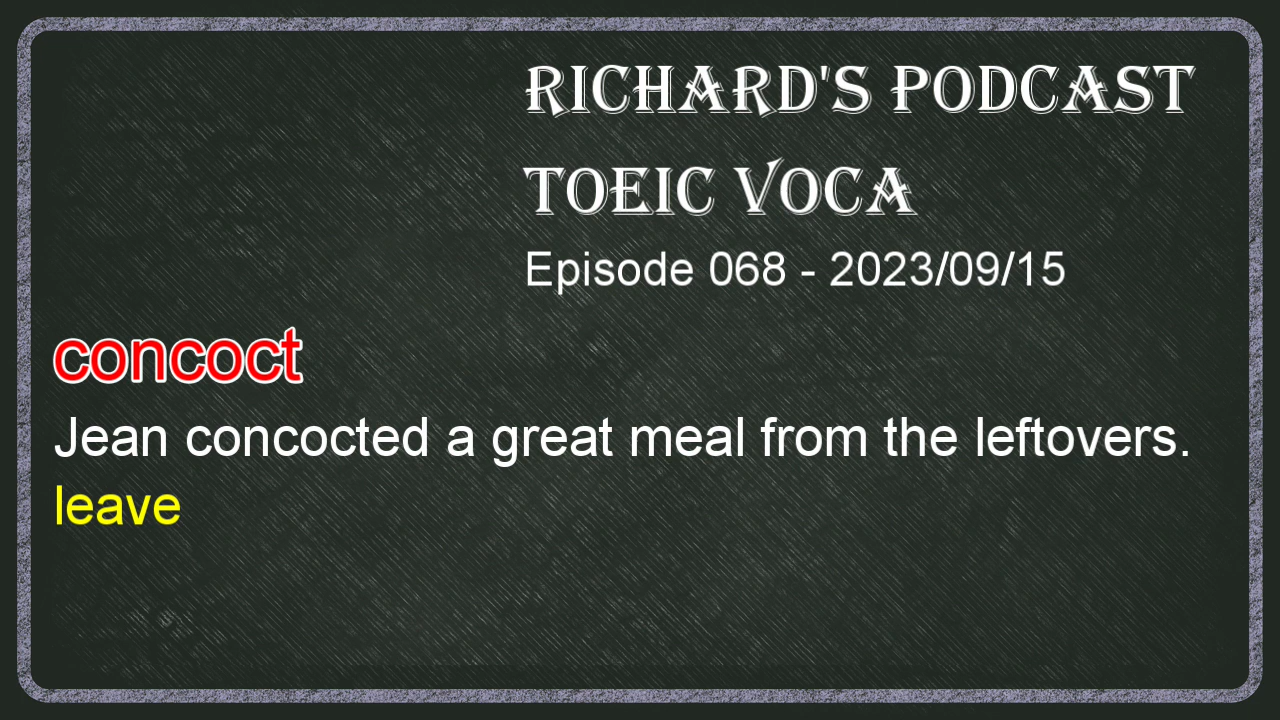 RICHARD'S PODCAST
TOEIC VOCA
Episode 068 - 2023/09/15
concoct
Jean concocted a great meal from the leftovers.
leave